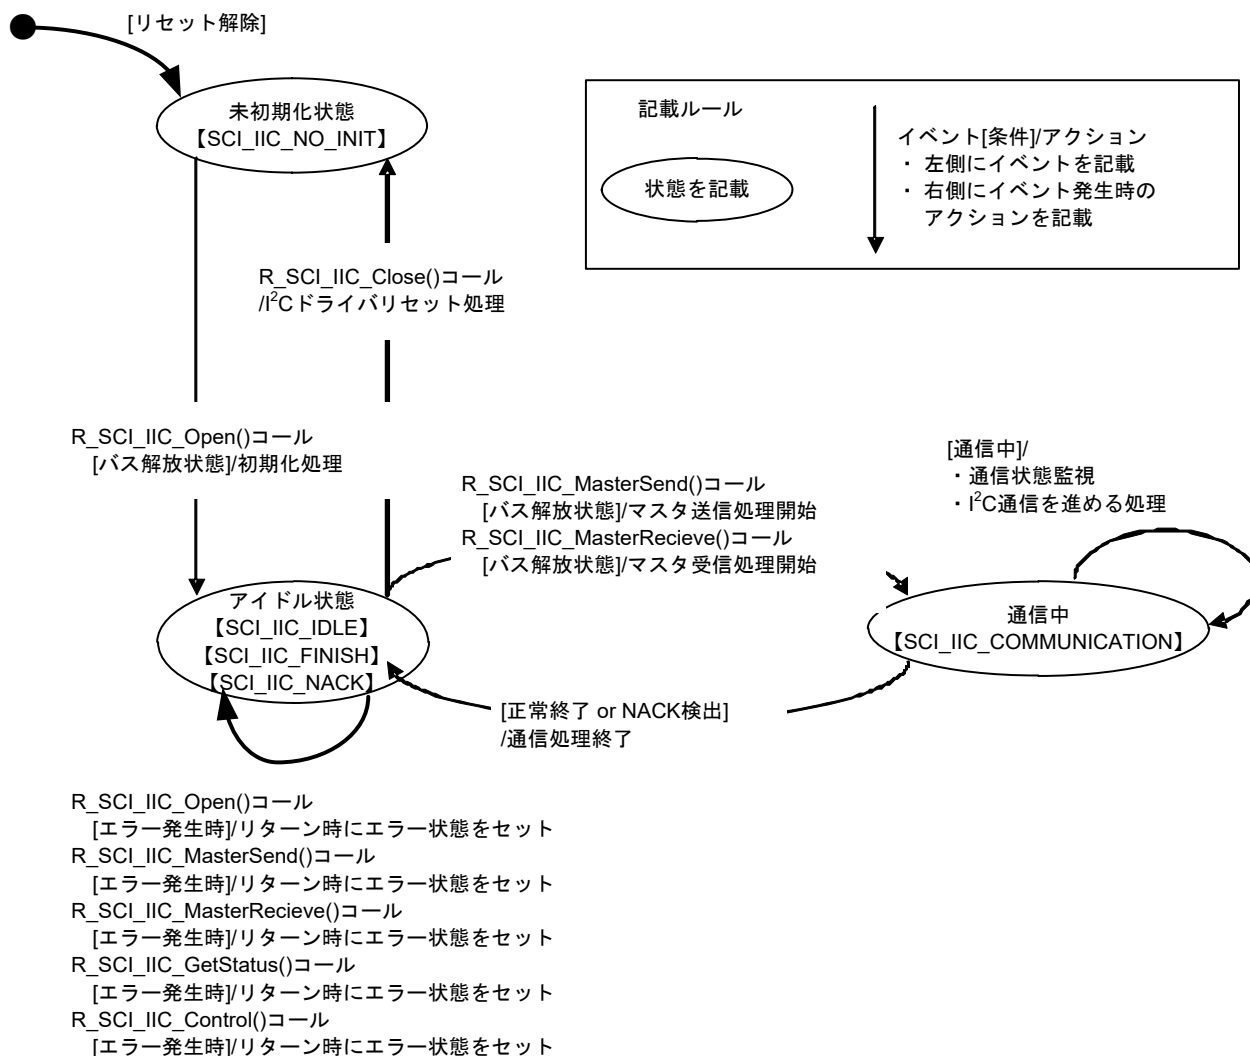 [リセット解除]
未初期化状態
【SCI_IIC_NO_INIT】
記載ルール
状態を記載
イベント[条件]/アクション
・ 左側にイベントを記載
・ 右側にイベント発生時の
アクションを記載
R_SCI_IIC_Close()コール
/I²Cドライバリセット処理
R_SCI_IIC_Open()コール
[バス解放状態]/初期化処理
R_SCI_IIC_MasterSend()コール
[バス解放状態]/マスタ送信処理開始
R_SCI_IIC_MasterRecieve()コール
[バス解放状態]/マスタ受信処理開始
[通信中]/
・通信状態監視
・I²C通信を進める処理
アイドル状態
【SCI_IIC_IDLE】
【SCI_IIC_FINISH】
【SCI_IIC_NACK】
通信中
【SCI_IIC_COMMUNICATION】
[正常終了 or NACK検出]
/通信処理終了
R_SCI_IIC_Open()コール
[エラー発生時]/リターン時にエラー状態をセット
R_SCI_IIC_MasterSend()コール
[エラー発生時]/リターン時にエラー状態をセット
R_SCI_IIC_MasterRecieve()コール
[エラー発生時]/リターン時にエラー状態をセット
R_SCI_IIC_GetStatus()コール
[エラー発生時]/リターン時にエラー状態をセット
R_SCI_IIC_Control()コール
[エラー発生時]/リターン時にエラー状態をセット